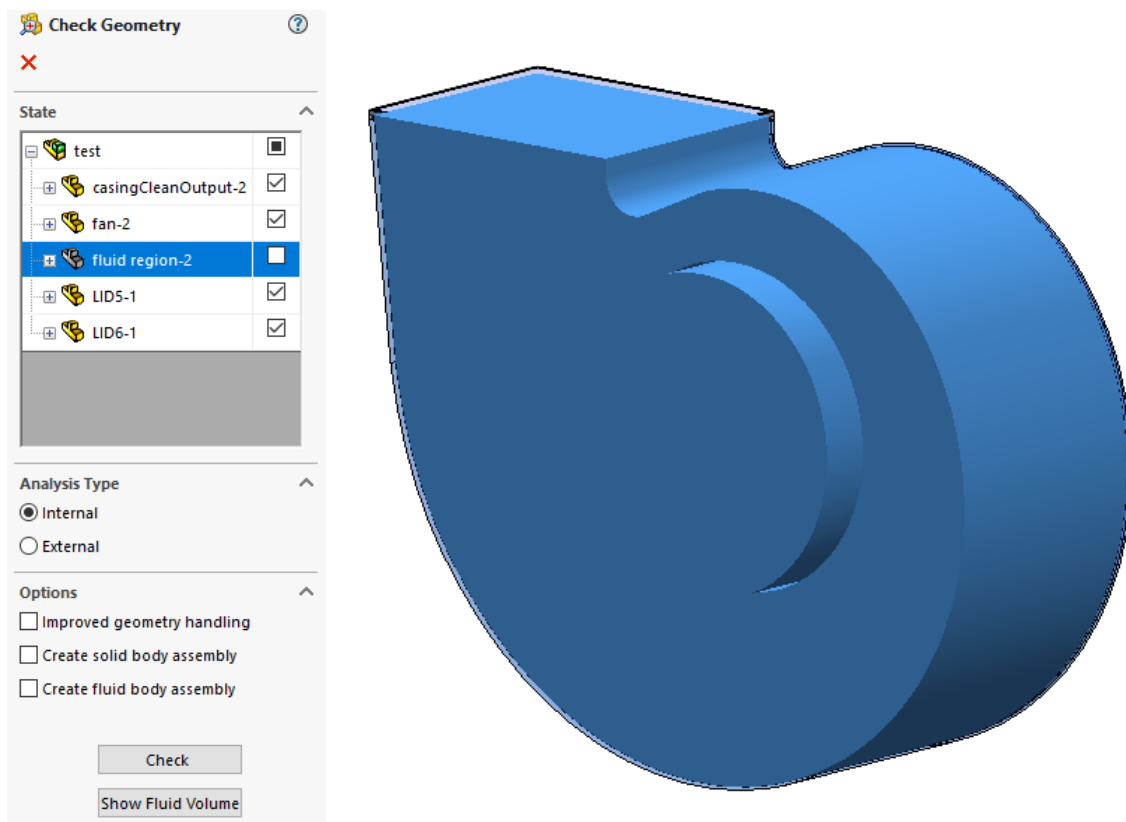 Check Geometry
State
test
casingCleanOutput-2
fan-2
fluid region-2
LID5-1
LID6-1
Analysis Type
Internal
External
Options
Improved geometry handling
Create solid body assembly
Create fluid body assembly
Check
Show Fluid Volume